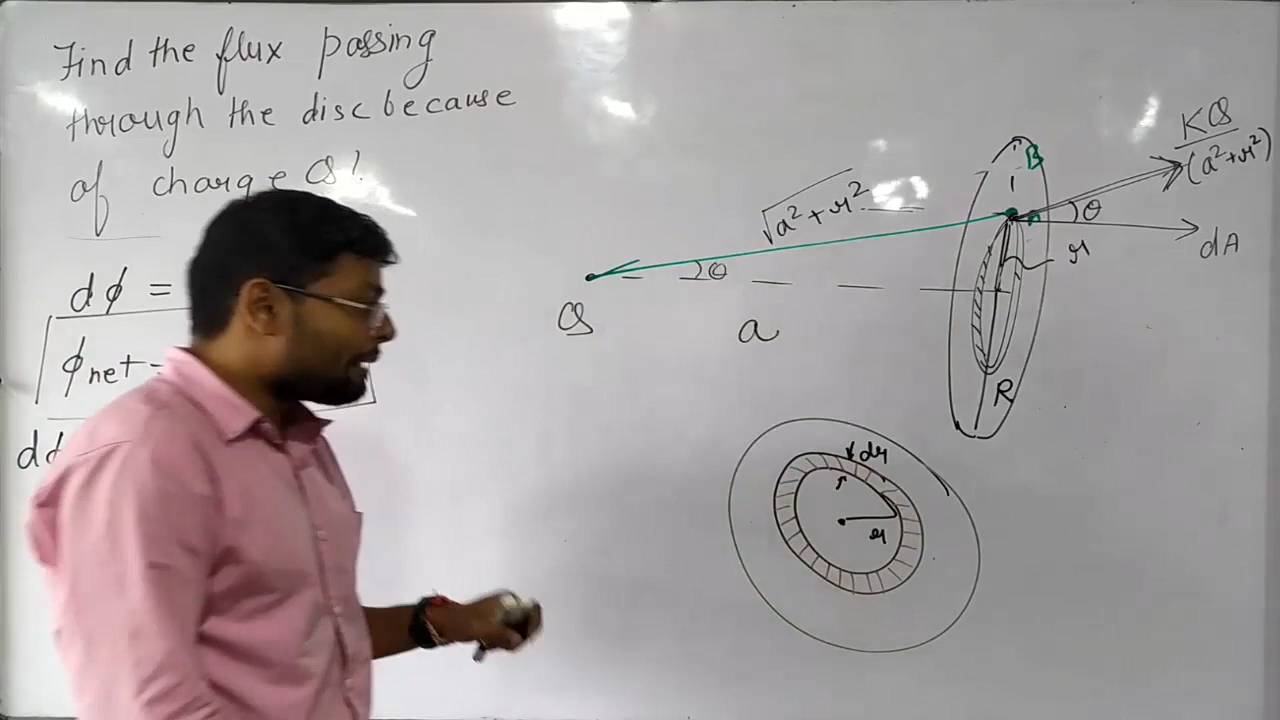 Find the flux passing
through the disc because
of charge Q!
dϕ =
ϕnet =
dϕ
√a²+r²
KQ
(a²+r²)
B
θ
θ
dA
r
Q
a
R
dr
r